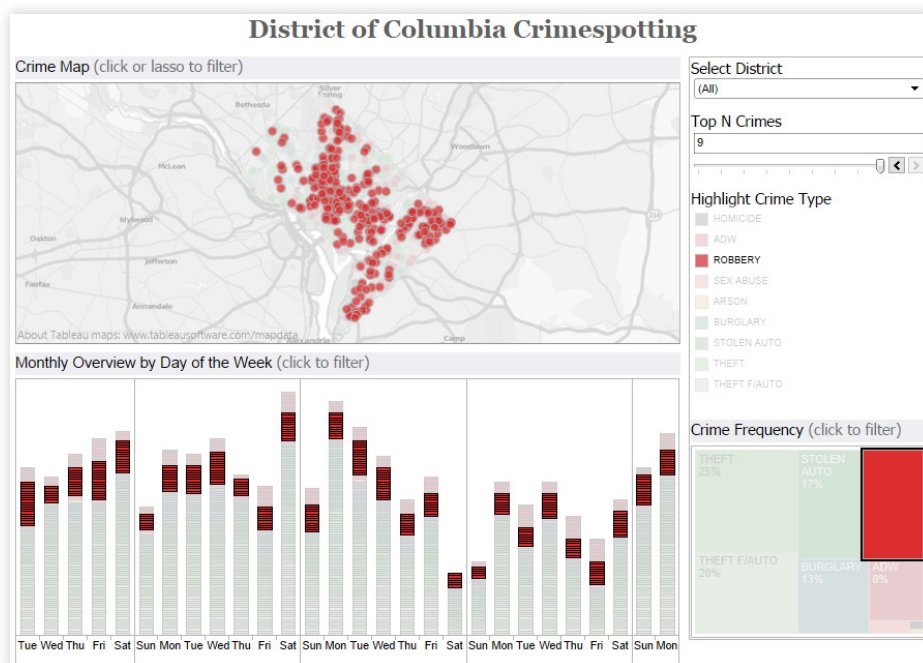 District of Columbia Crimespotting
Crime Map (click or lasso to filter)
Silver
Spring
Bethesda
Woodlawn
McLean
Idylwood
214
Oakton
Jefferson
Fairfax
Annandale
About Tableau maps: www.tableausoftware.com/mapdata
Alexandria
Camp
Select District
(All)
Top N Crimes
9
Highlight Crime Type
HOMICIDE
ADW
ROBBERY
SEX ABUSE
ARSON
BURGLARY
STOLEN AUTO
THEFT
THEFT F/AUTO
Monthly Overview by Day of the Week (click to filter)
Tue Wed Thu Fri Sat Sun Mon Tue Wed Thu Fri Sat Sun Mon Tue Wed Thu Fri Sat Sun Mon Tue Wed Thu Fri Sat Sun Mon
Crime Frequency (click to filter)
THEFT
25%
STOLEN
AUTO
17%
THEFT F/AUTO
20%
BURGLARY
13%
ADW
8%